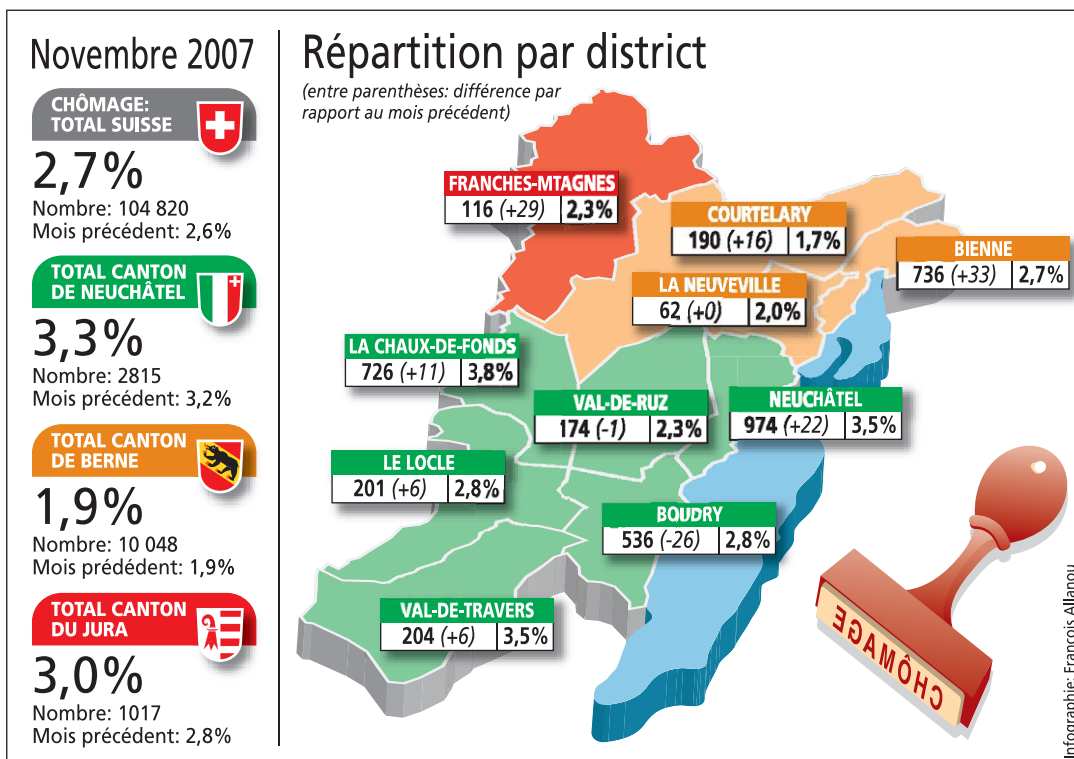 Novembre 2007
CHÔMAGE:
TOTAL SUISSE
2,7%
Nombre: 104 820
Mois précédent: 2,6%
TOTAL CANTON
DE NEUCHÂTEL
3,3%
Nombre: 2815
Mois précédent: 3,2%
TOTAL CANTON
DE BERNE
1,9%
Nombre: 10 048
Mois prédédent: 1,9%
TOTAL CANTON
DU JURA
3,0%
Nombre: 1017
Mois précédent: 2,8%
Répartition par district
(entre parenthèses: différence par
rapport au mois précédent)
FRANCHES-MTAGNES
116 (+29) 2,3%
COURTELARY
190 (+16) 1,7%
BIENNE
736 (+33) 2,7%
LA NEUVEVILLE
62 (+0) 2,0%
LA CHAUX-DE-FONDS
726 (+11) 3,8%
VAL-DE-RUZ
174 (-1) 2,3%
NEUCHÂTEL
974 (+22) 3,5%
LE LOCLE
201 (+6) 2,8%
BOUDRY
536 (-26) 2,8%
VAL-DE-TRAVERS
204 (+6) 3,5%
CHÔMAGE
Infographie: François Allanou